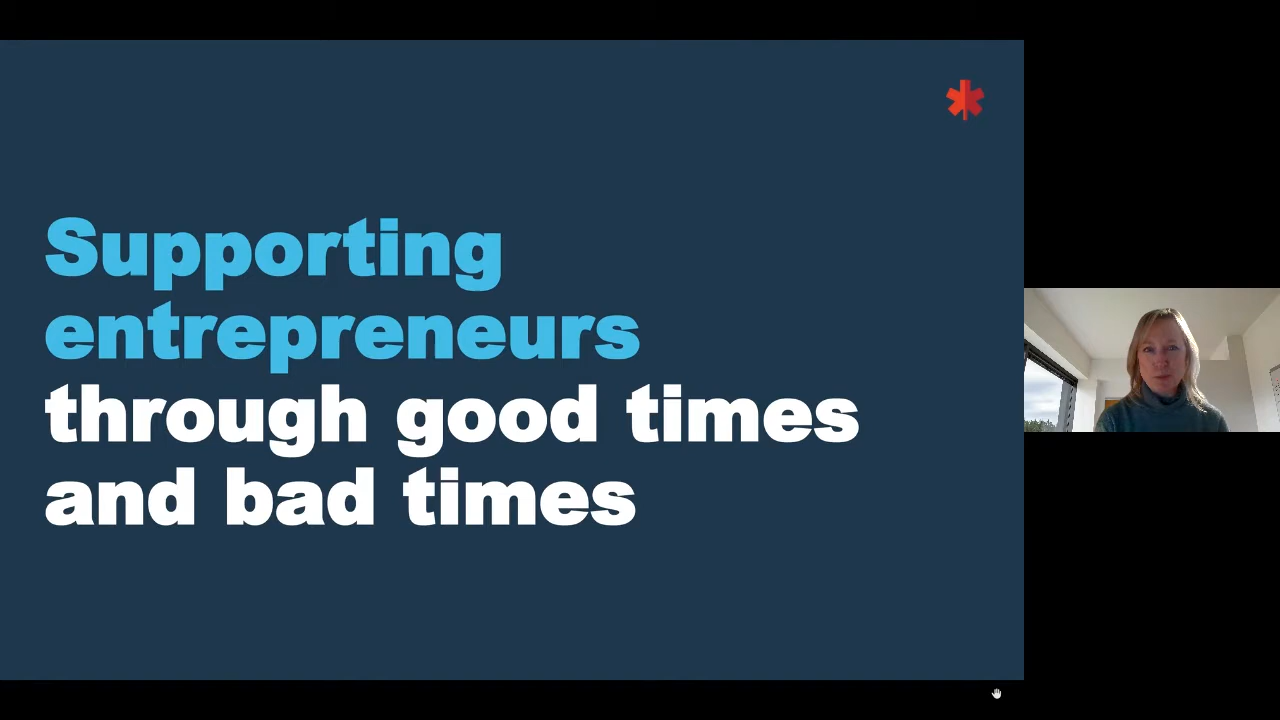 Supporting
entrepreneurs
through good times
and bad times